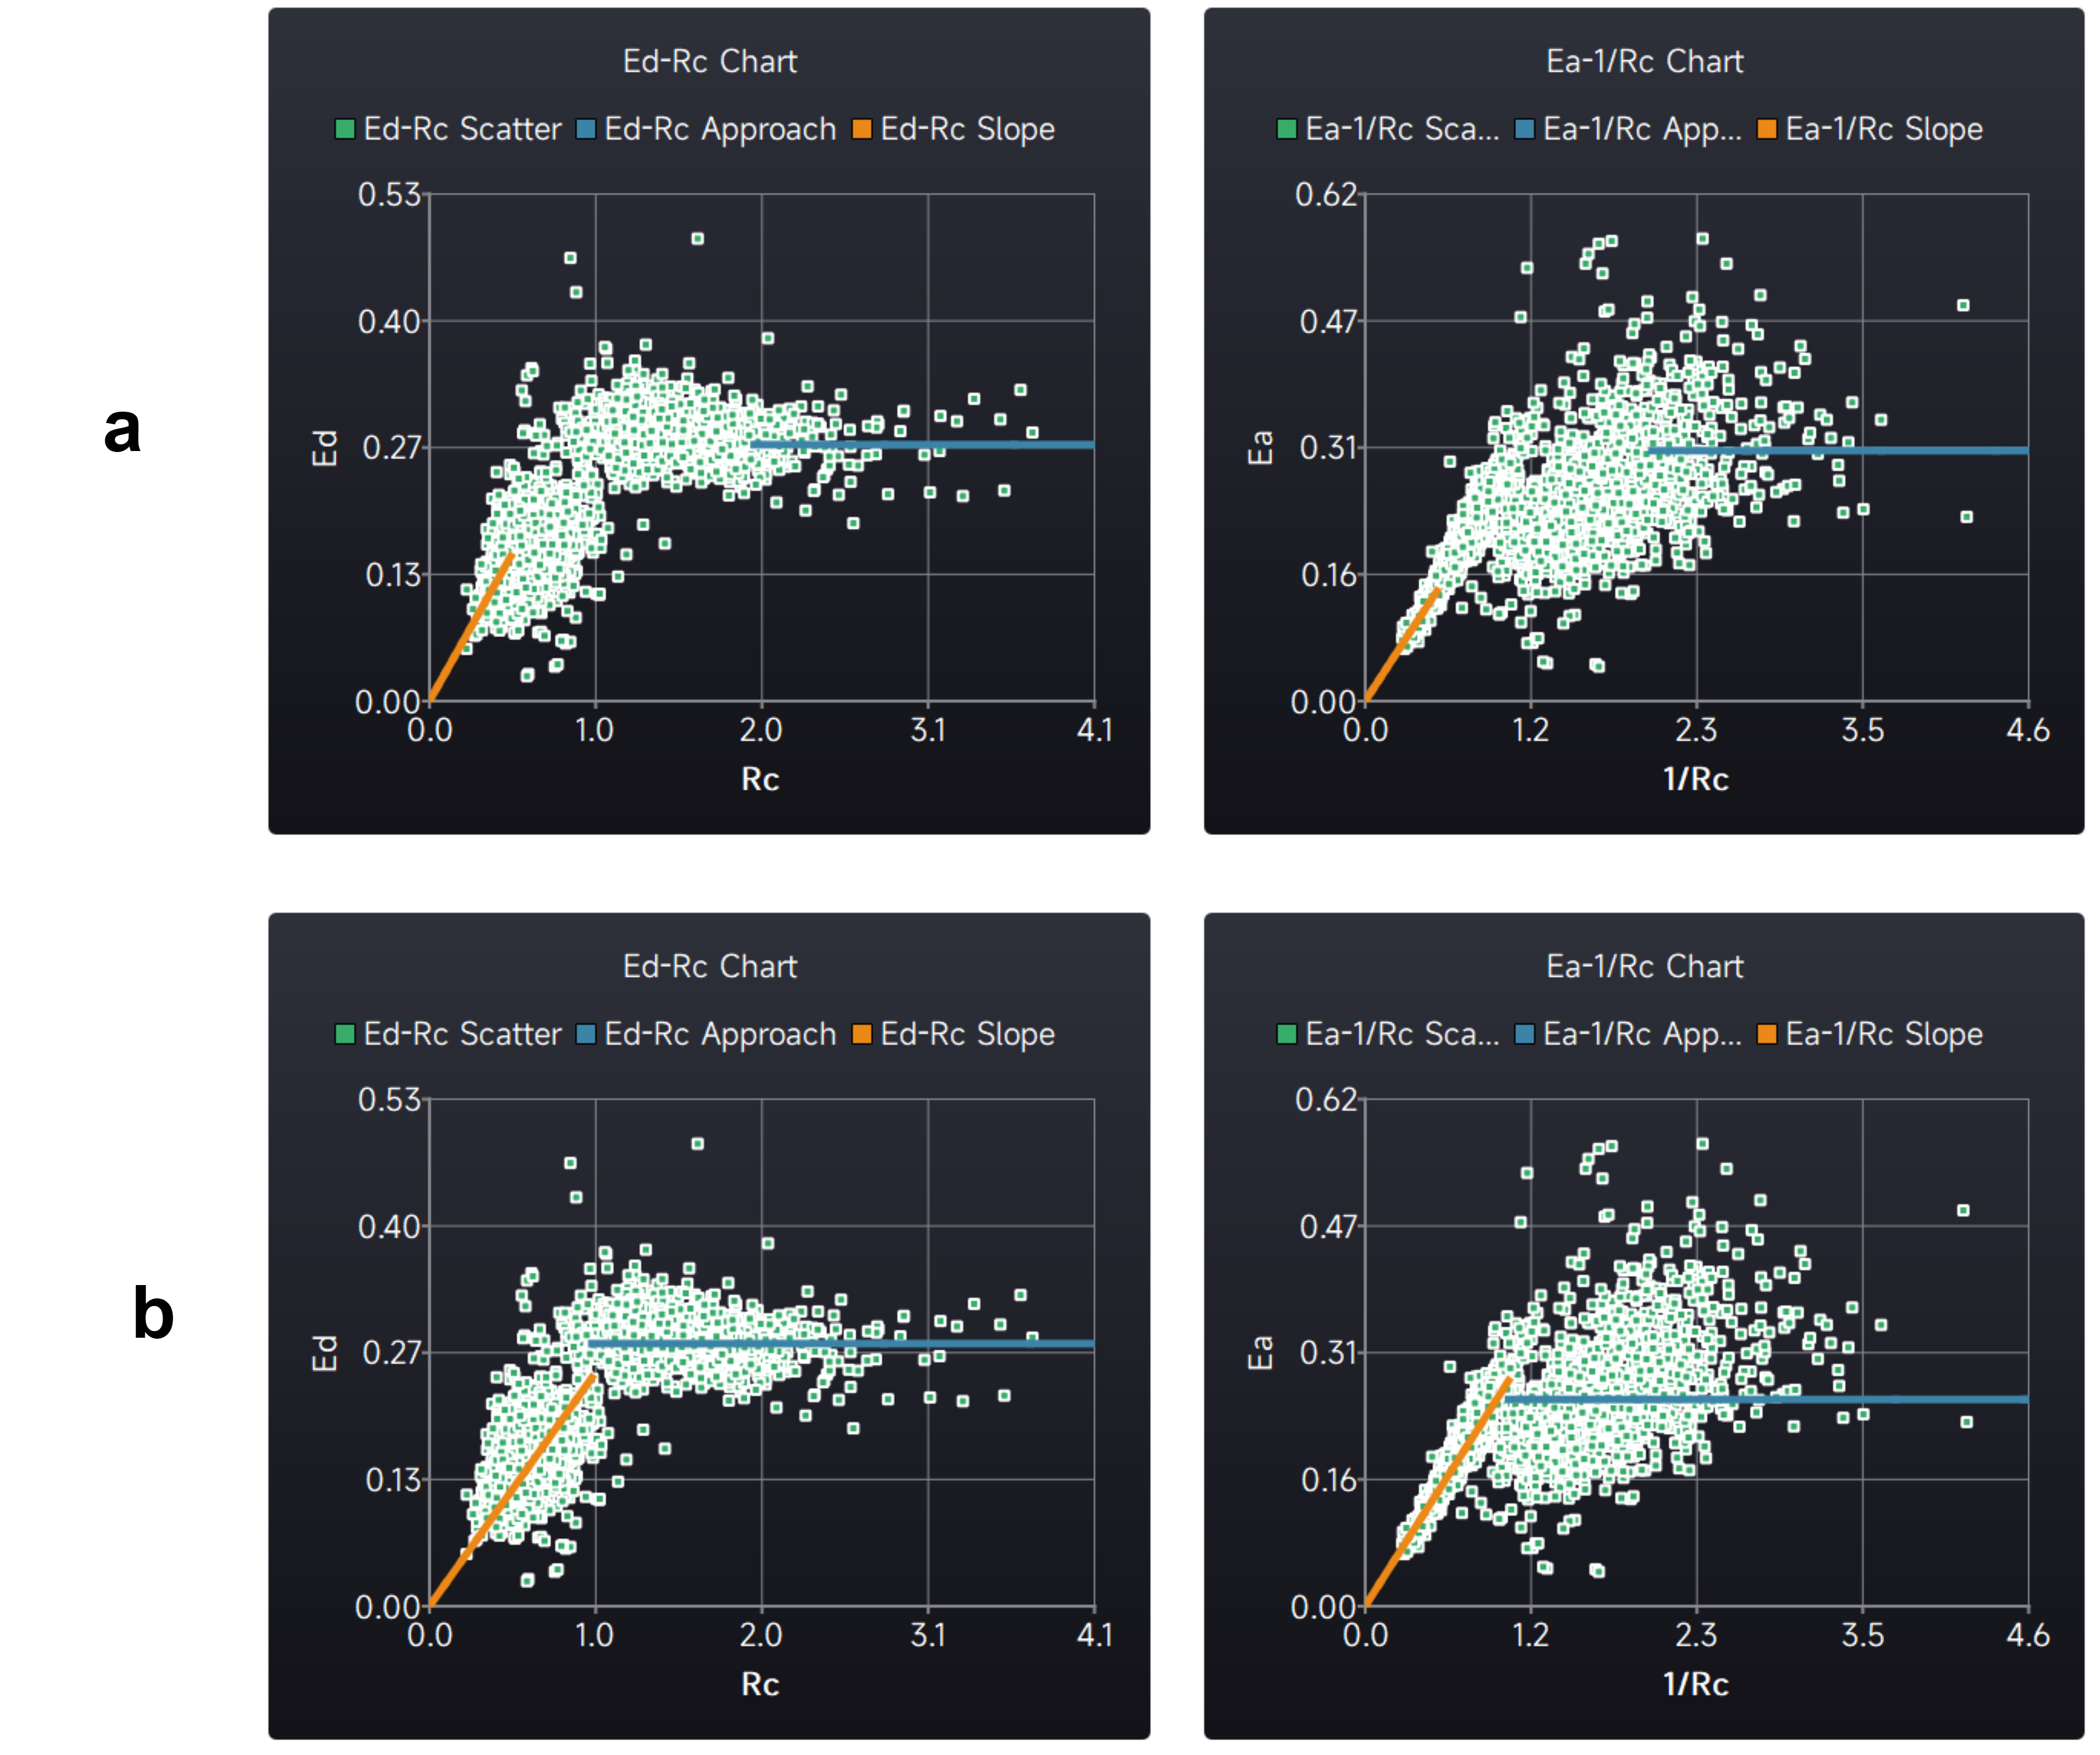 a
Ed-Rc Chart
Ed-Rc Scatter Ed-Rc Approach Ed-Rc Slope
0.53
0.40
0.27
0.13
0.00
Ed
0.0 1.0 2.0 3.1 4.1
Rc
Ea-1/Rc Chart
Ea-1/Rc Sca... Ea-1/Rc App... Ea-1/Rc Slope
0.62
0.47
0.31
0.16
0.00
Ea
0.0 1.2 2.3 3.5 4.6
1/Rc
b
Ed-Rc Chart
Ed-Rc Scatter Ed-Rc Approach Ed-Rc Slope
0.53
0.40
0.27
0.13
0.00
Ed
0.0 1.0 2.0 3.1 4.1
Rc
Ea-1/Rc Chart
Ea-1/Rc Sca... Ea-1/Rc App... Ea-1/Rc Slope
0.62
0.47
0.31
0.16
0.00
Ea
0.0 1.2 2.3 3.5 4.6
1/Rc